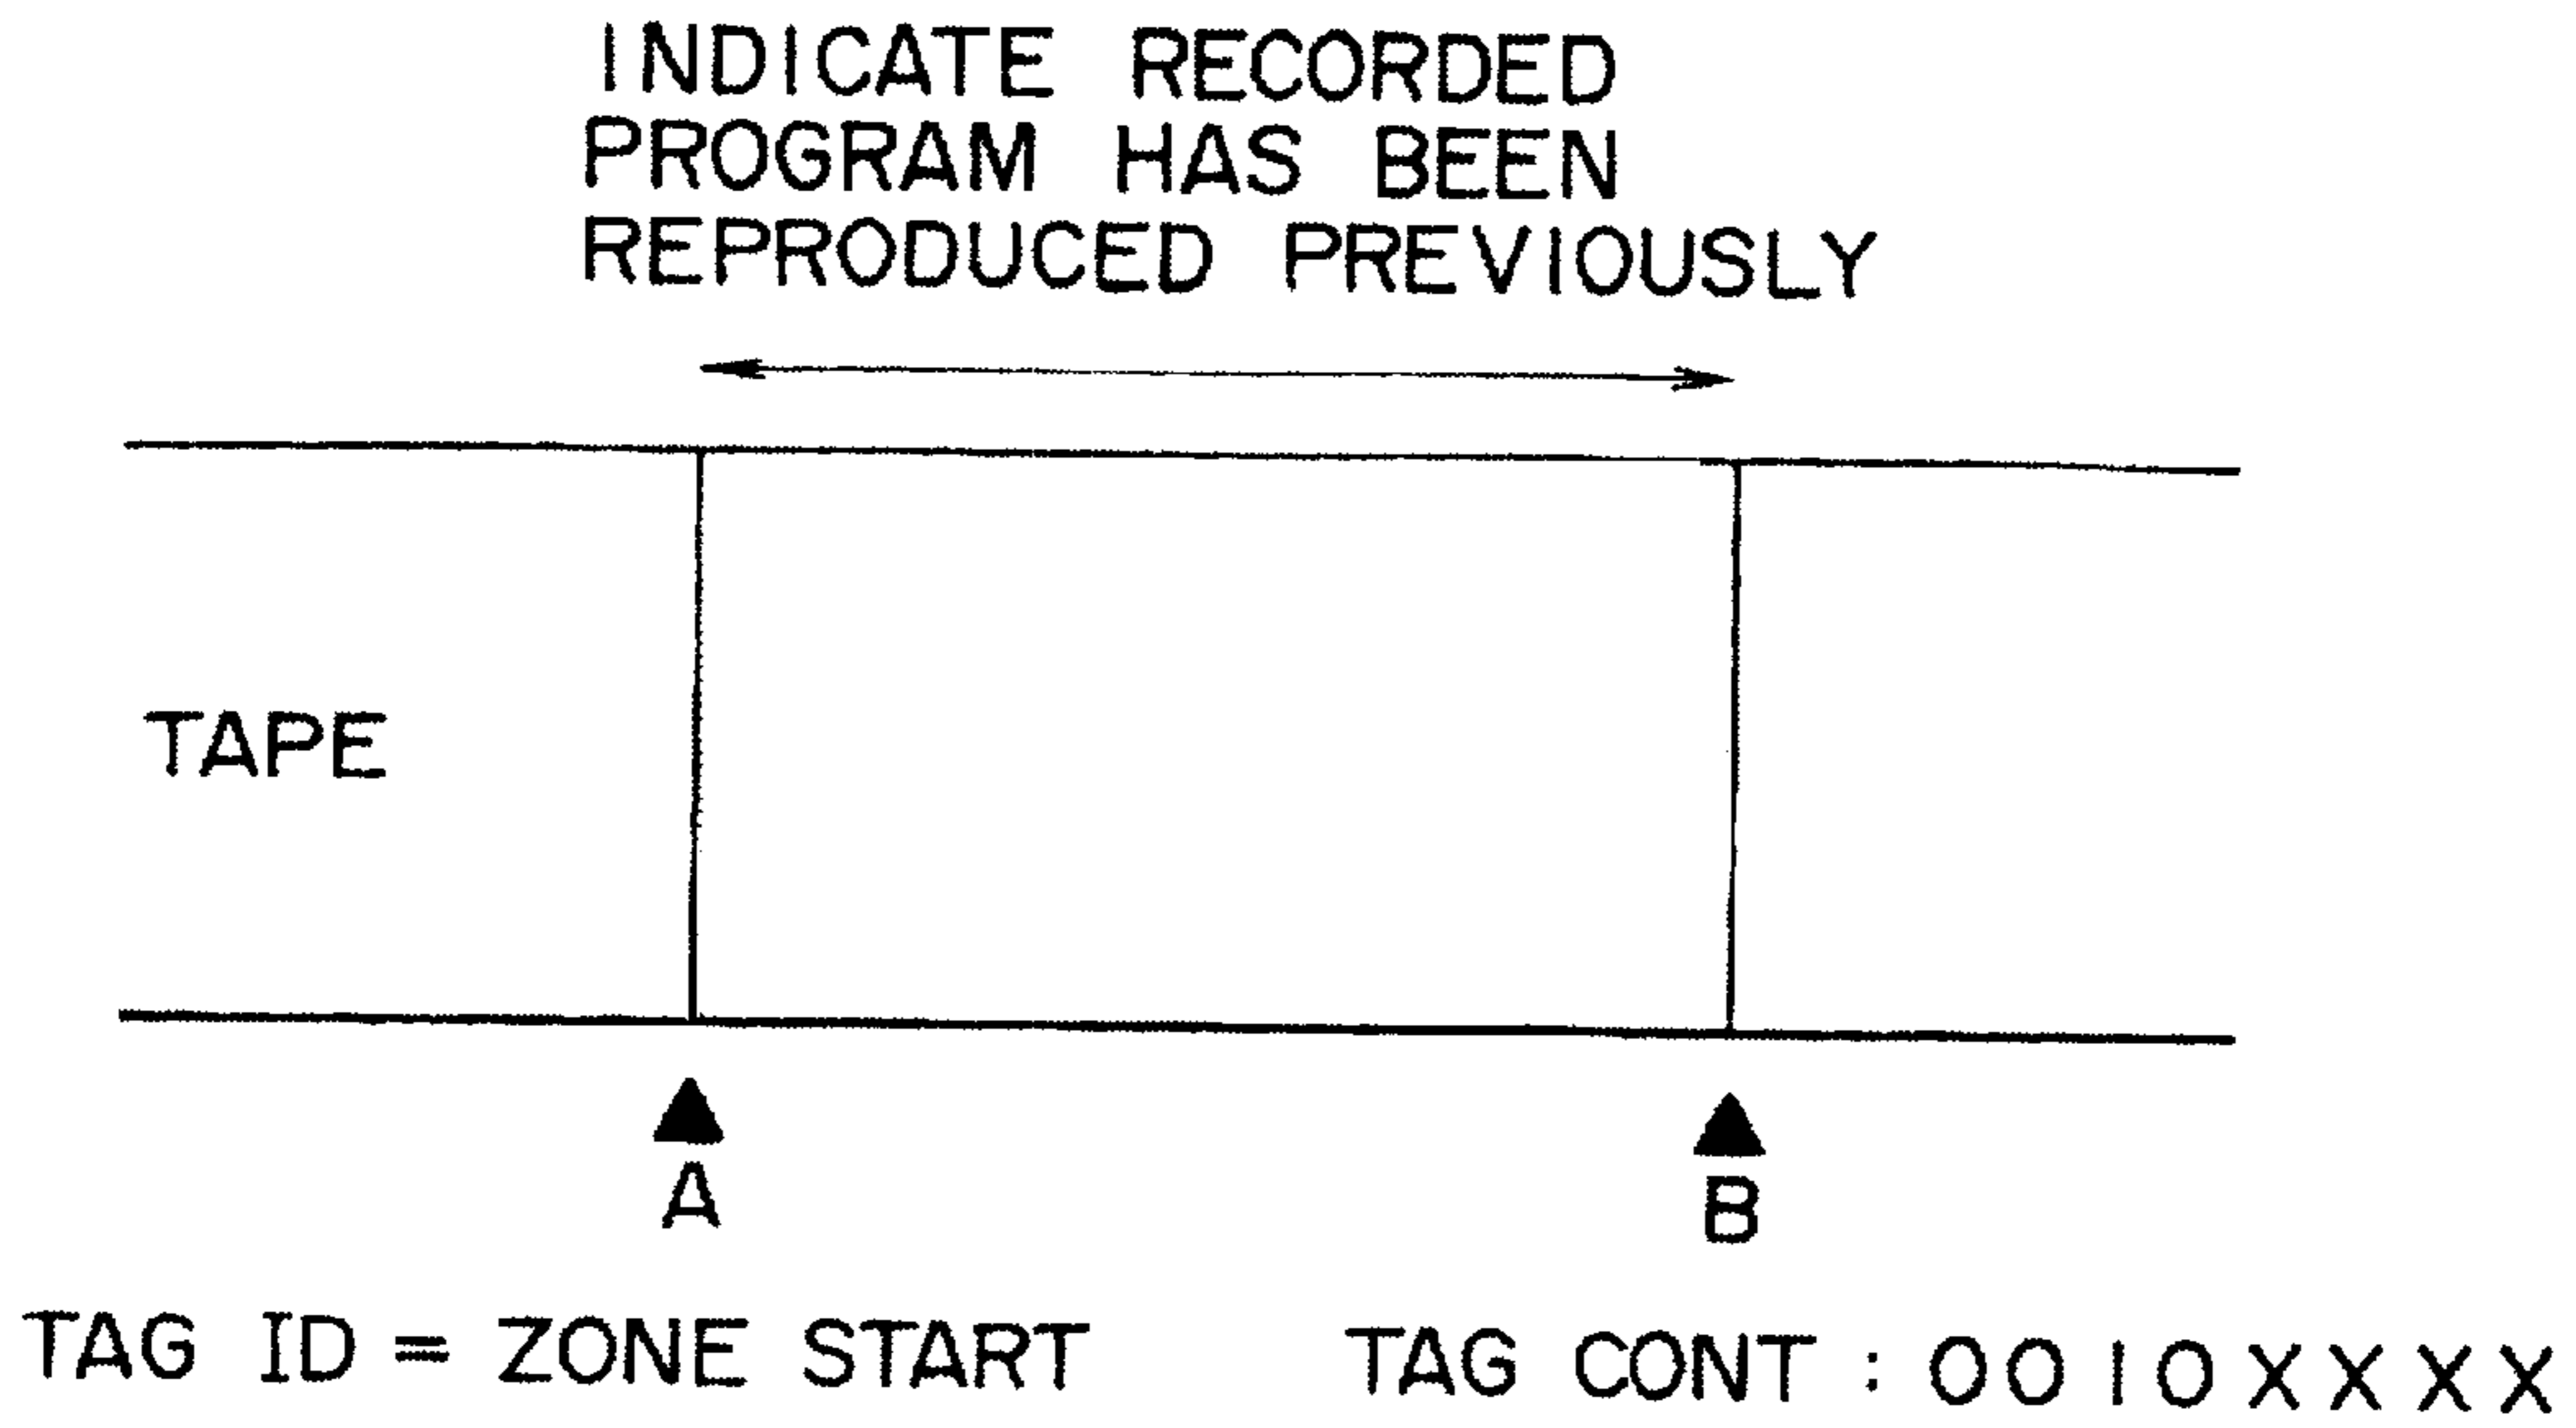 INDICATE RECORDED
PROGRAM HAS BEEN
REPRODUCED PREVIOUSLY
TAPE
A
B
TAG ID = ZONE START
TAG CONT : 0010XXXX